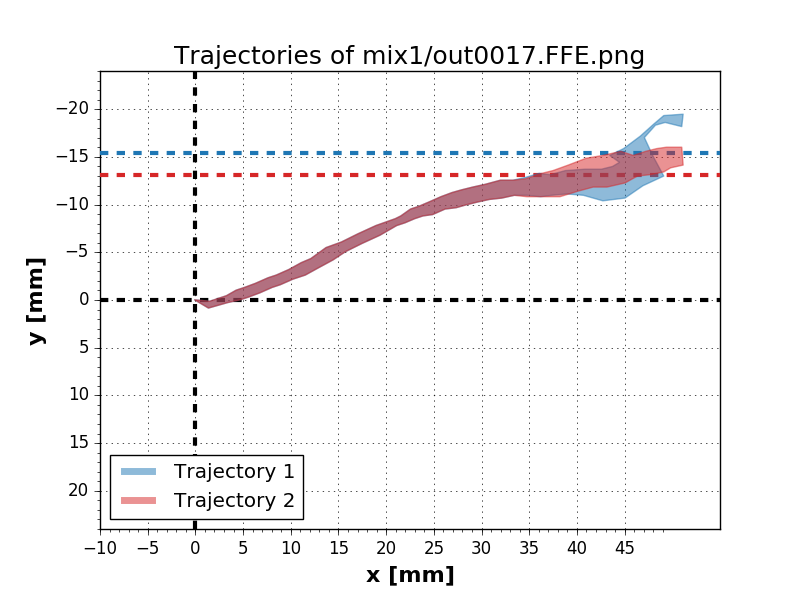 Trajectories of mix1/out0017.FFE.png
−20
−15
−10
−5
0
5
10
15
20
y [mm]
−10 −5 0 5 10 15 20 25 30 35 40 45
x [mm]
Trajectory 1
Trajectory 2